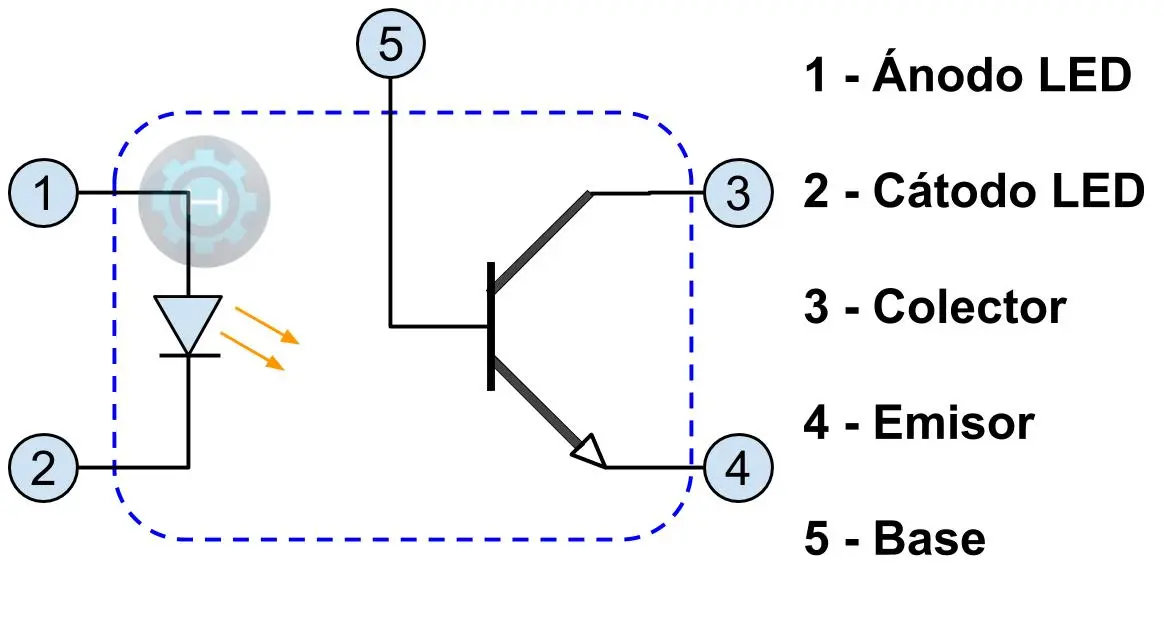 5
1 - Ánodo LED
1
3
2 - Cátodo LED
3 - Colector
4 - Emisor
2
4
5 - Base